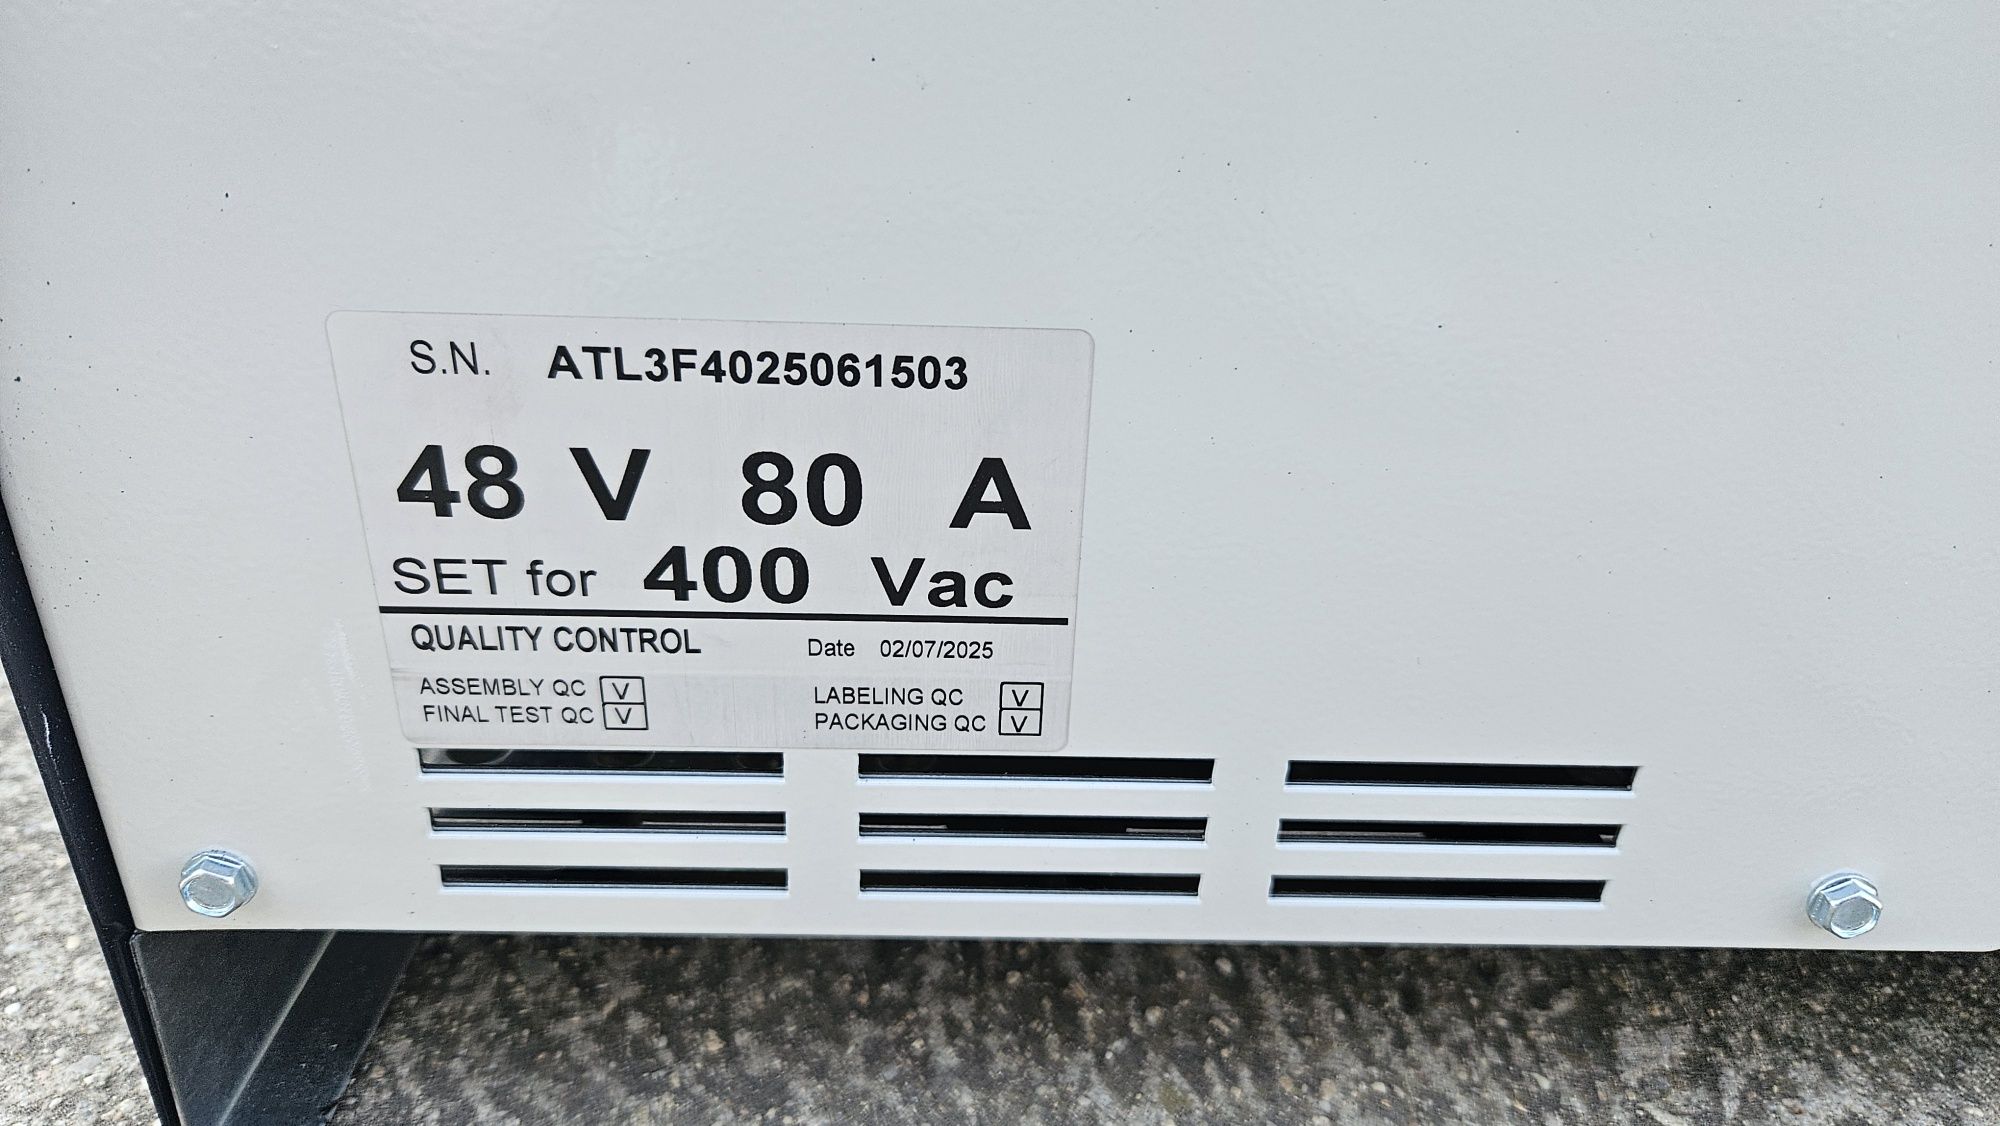 S.N. ATL3F4025061503
48 V 80 A
SET for 400 Vac
QUALITY CONTROL Date 02/07/2025
ASSEMBLY QC V LABELING QC V
FINAL TEST QC V PACKAGING QC V